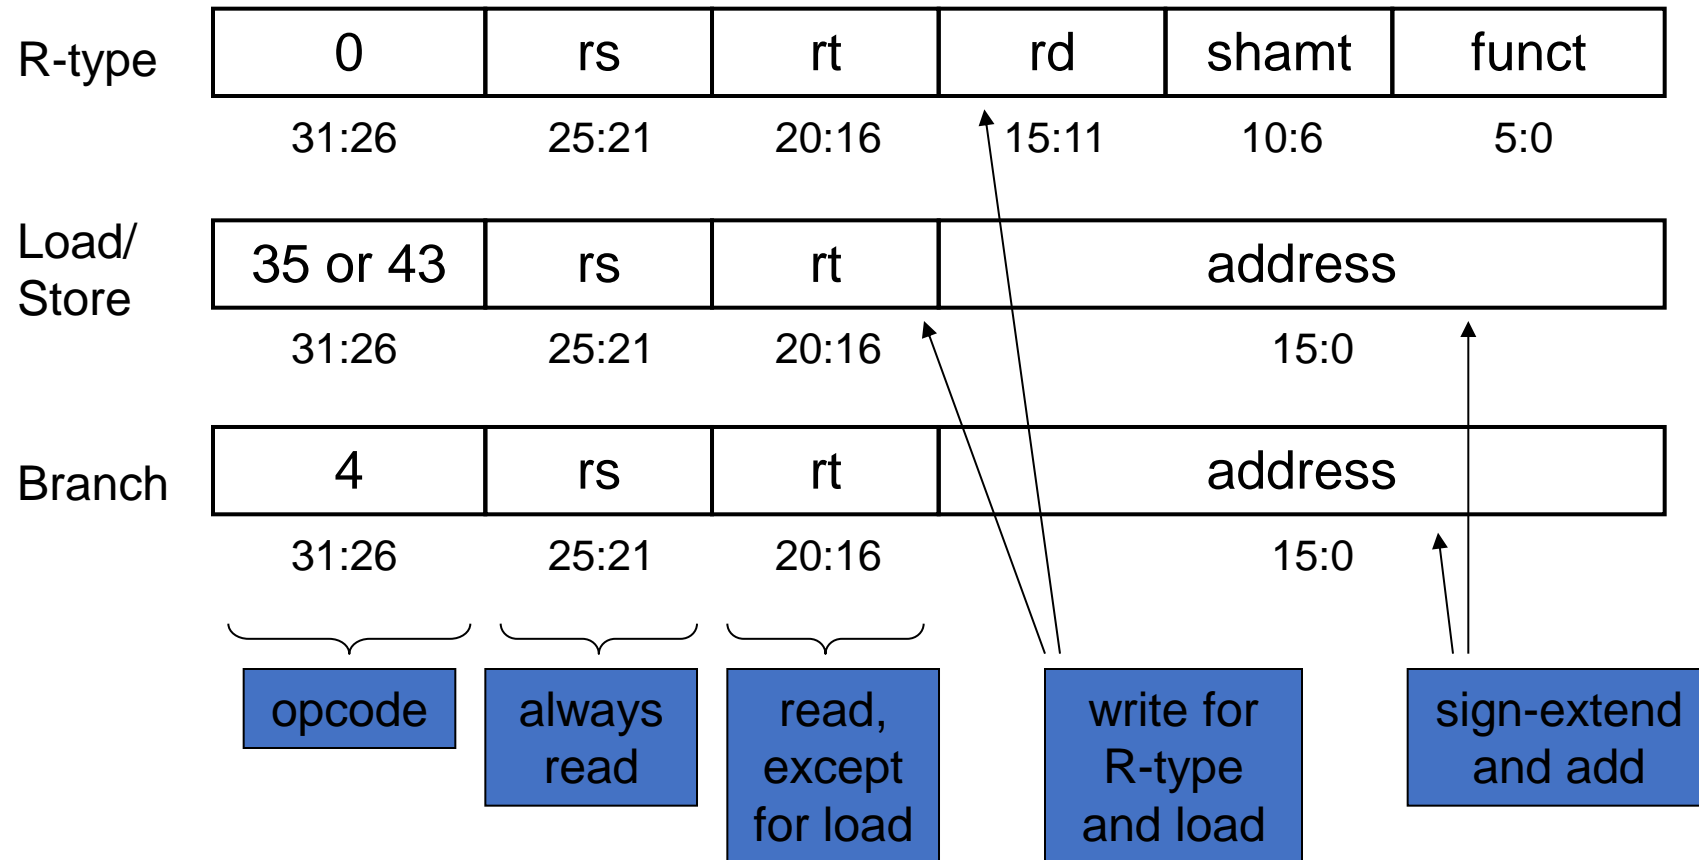 R-type 0 rs rt rd shamt funct
31:26 25:21 20:16 15:11 10:6 5:0
Load/
Store
35 or 43 rs rt address
31:26 25:21 20:16 15:0
Branch 4 rs rt address
31:26 25:21 20:16 15:0
opcode
always
read
read,
except
for load
write for
R-type
and load
sign-extend
and add